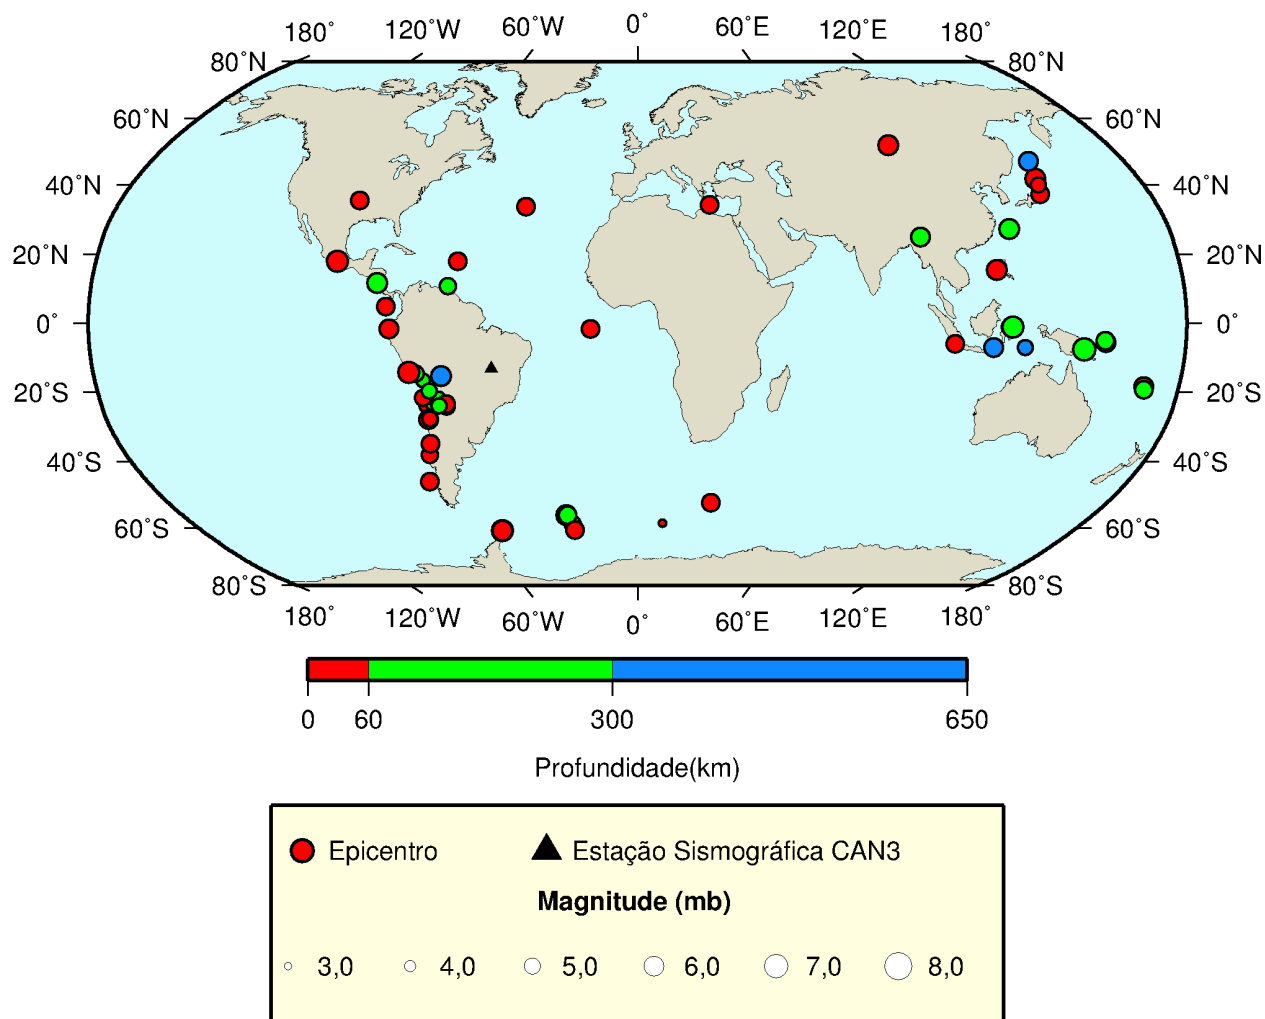 180° 120°W 60°W 0° 60°E 120°E 180°
80°N 80°N
60°N 60°N
40°N 40°N
20°N 20°N
0° 0°
20°S 20°S
40°S 40°S
60°S 60°S
80°S 80°S
180° 120°W 60°W 0° 60°E 120°E 180°
0 60 300 650
Profundidade(km)
Epicentro Estação Sismográfica CAN3
Magnitude (mb)
3,0 4,0 5,0 6,0 7,0 8,0